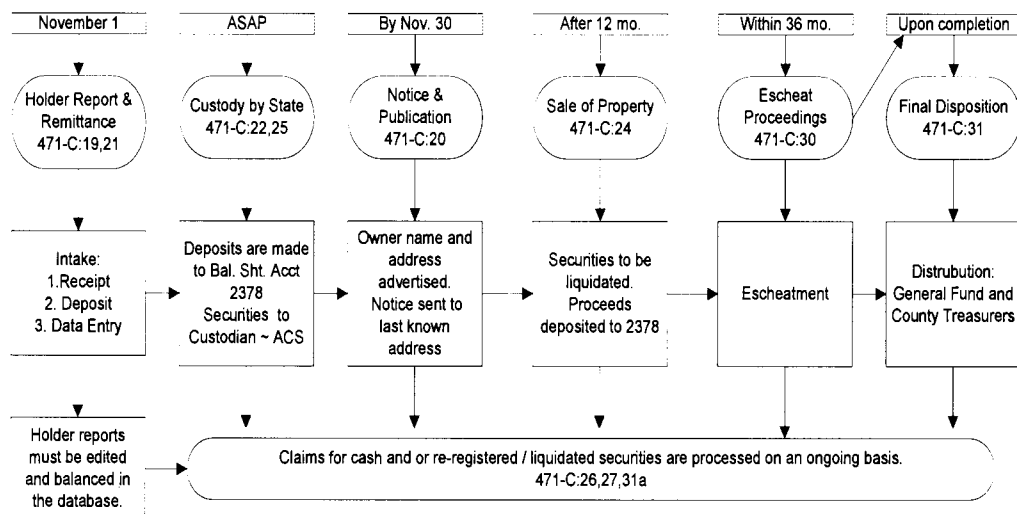 November 1
ASAP
By Nov. 30
After 12 mo.
Within 36 mo.
Upon completion
Holder Report &
Remittance
471-C:19,21
Custody by State
471-C:22,25
Notice &
Publication
471-C:20
Sale of Property
471-C:24
Escheat
Proceedings
471-C:30
Final Disposition
471-C:31
Intake:
1.Receipt
2. Deposit
3. Data Entry
Deposits are made
to Bal. Sht. Acct
2378
Securities to
Custodian ~ ACS
Owner name and
address
advertised.
Notice sent to
last known
address
Securities to be
liquidated.
Proceeds
deposited to 2378
Escheatment
Distrubution:
General Fund and
County Treasurers
Holder reports
must be edited
and balanced in
the database.
Claims for cash and or re-registered / liquidated securities are processed on an ongoing basis.
471-C:26,27,31a